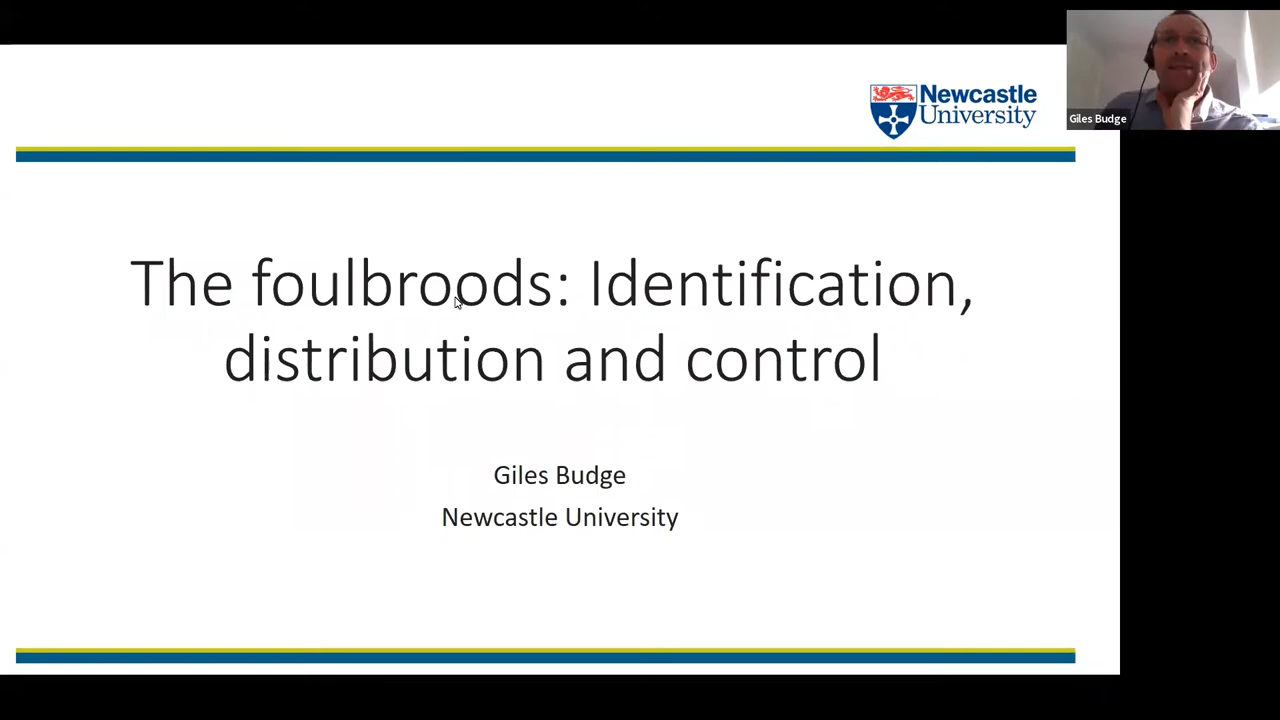 Newcastle
University
Giles Budge
The foulbroods: Identification,
distribution and control
Giles Budge
Newcastle University